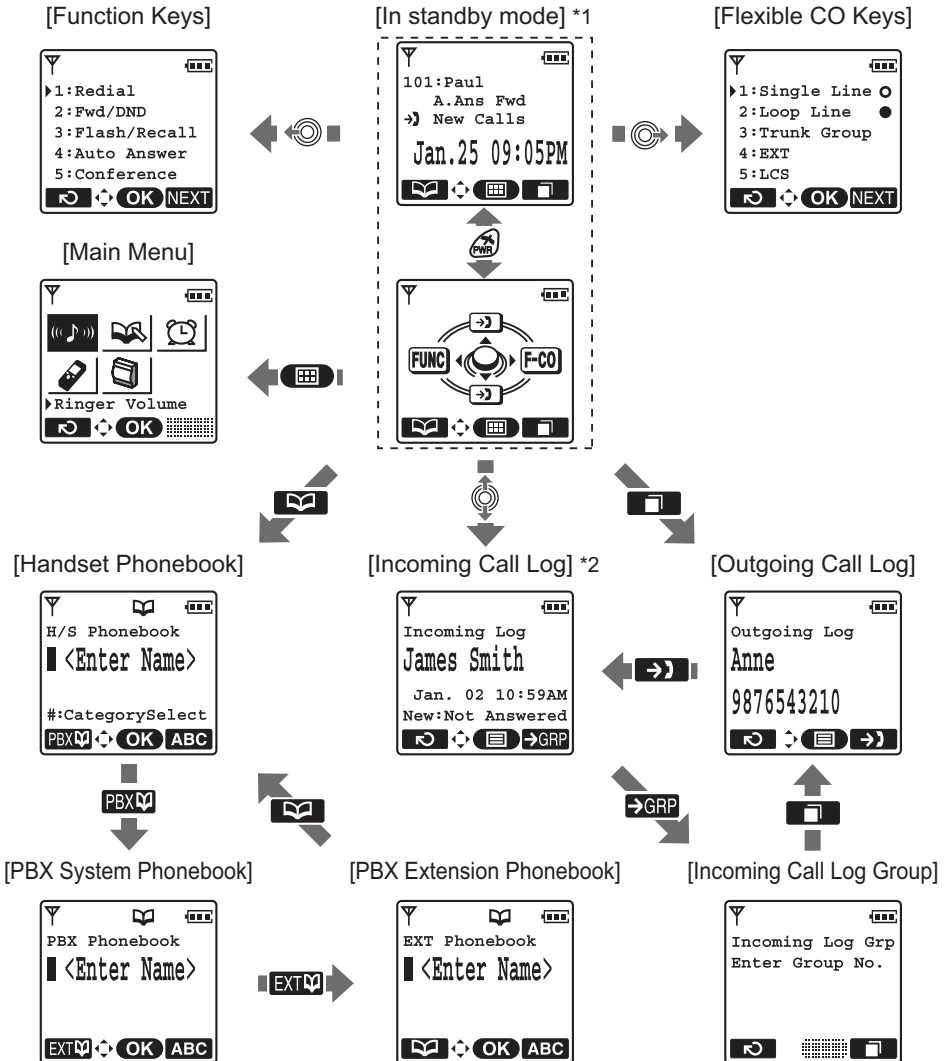 [Function Keys]
1:Redial
2:Fwd/DND
3:Flash/Recall
4:Auto Answer
5:Conference
OK NEXT
[In standby mode] *1
101:Paul
A.Ans Fwd
New Calls
Jan.25 09:05PM
PWR
[Flexible CO Keys]
1:Single Line
2:Loop Line
3:Trunk Group
4:EXT
5:LCS
OK NEXT
[Main Menu]
Ringer Volume
OK
FUNC F-CO
[Handset Phonebook]
H/S Phonebook
<Enter Name>
#:CategorySelect
PBX OK ABC
[Incoming Call Log] *2
Incoming Log
James Smith
Jan. 02 10:59AM
New:Not Answered
GRP
[Outgoing Call Log]
Outgoing Log
Anne
9876543210
PBX
GRP
[PBX System Phonebook]
PBX Phonebook
<Enter Name>
EXT OK ABC
EXT
[PBX Extension Phonebook]
EXT Phonebook
<Enter Name>
OK ABC
[Incoming Call Log Group]
Incoming Log Grp
Enter Group No.